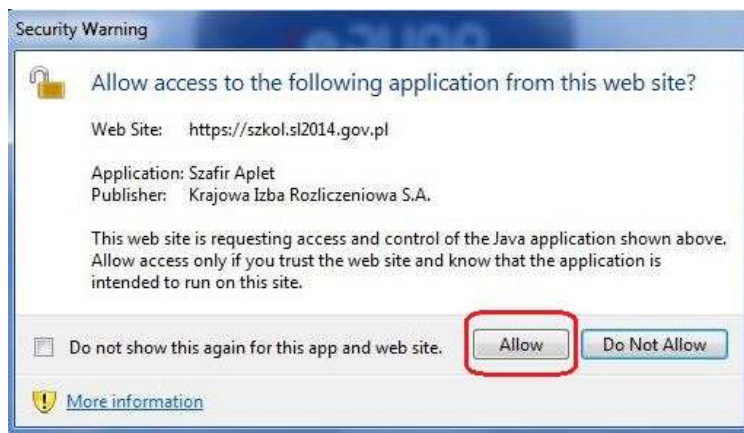 Security Warning
Allow access to the following application from this web site?
Web Site: https://szkol.sl2014.gov.pl
Application: Szafir Aplet
Publisher: Krajowa Izba Rozliczeniowa S.A.
This web site is requesting access and control of the Java application shown above.
Allow access only if you trust the web site and know that the application is
intended to run on this site.
Do not show this again for this app and web site.
Allow
Do Not Allow
More information